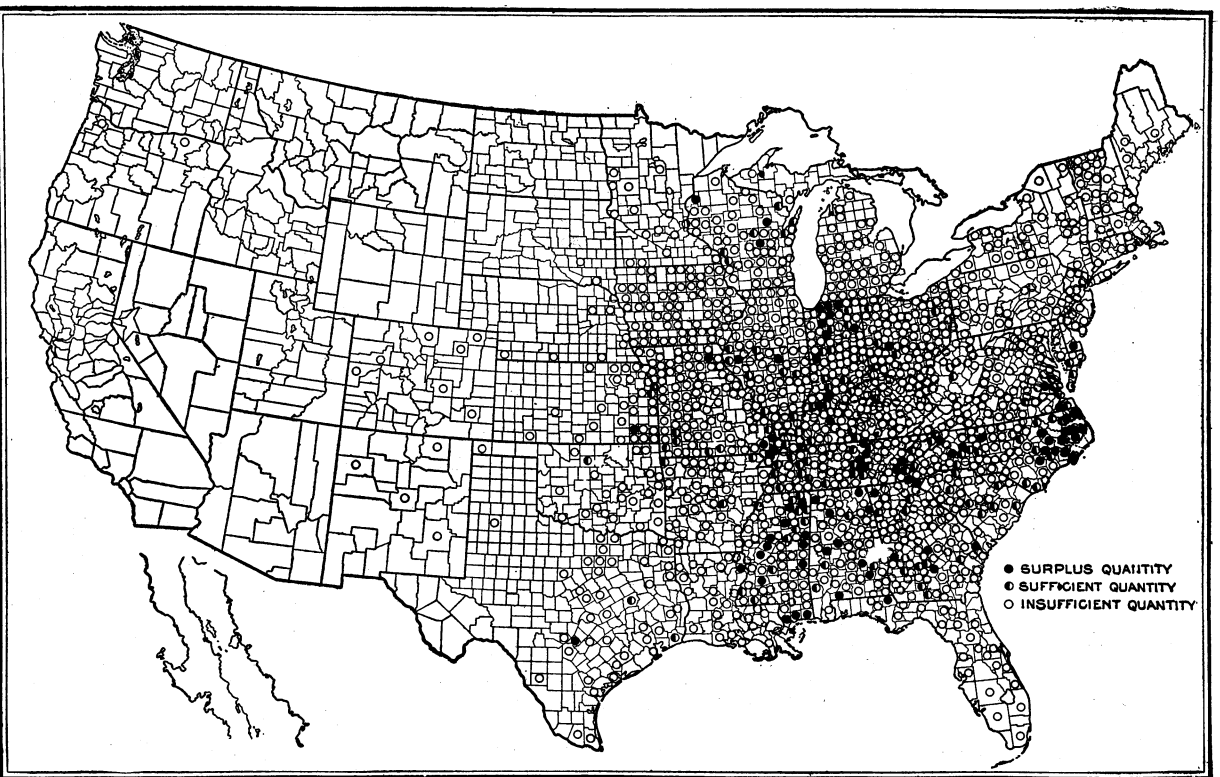 ● SURPLUS QUANTITY
◐ SUFFICIENT QUANTITY
○ INSUFFICIENT QUANTITY